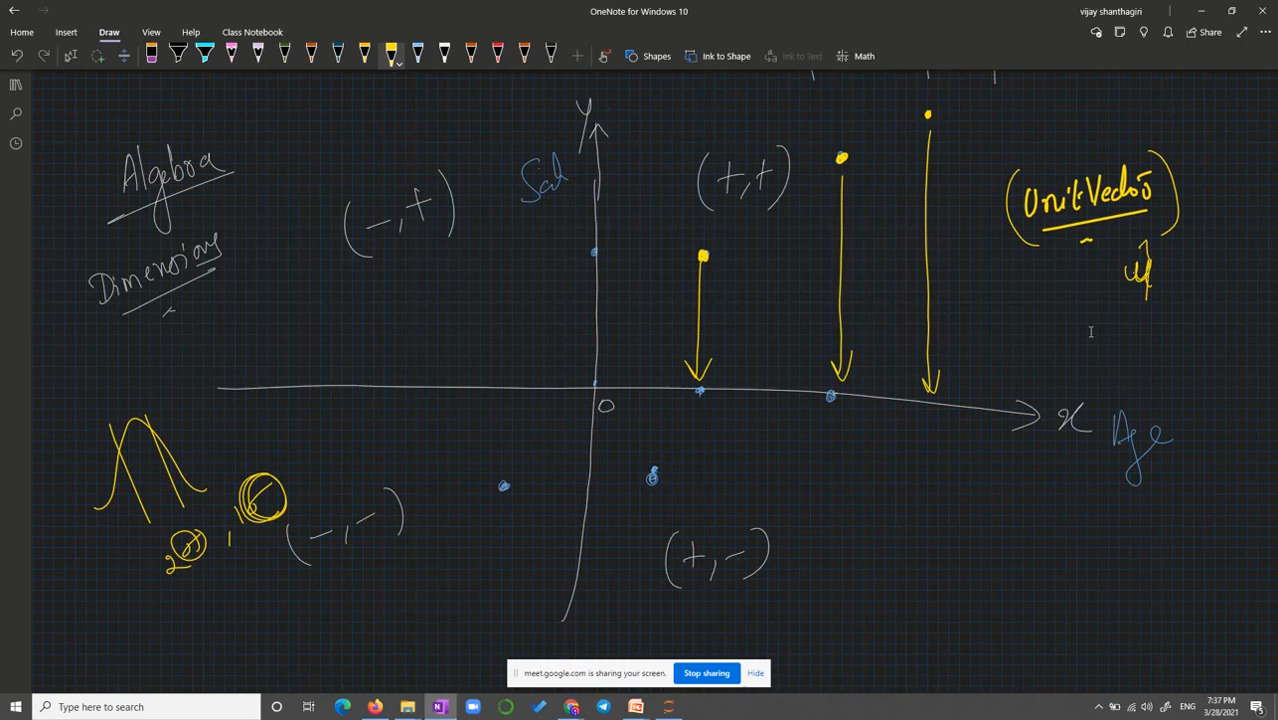 OneNote for Windows 10
vijay shanthagiri
Home
Insert
Draw
View
Help
Class Notebook
Share
Shapes
Ink to Shape
Ink to Text
Math
Algebra
Dimensions
(-,+)
Y
Sal
(+,+)
Unit Vectors
O
x
Age
(-,-)
(+,-)
meet.google.com is sharing your screen.
Stop sharing
Hide
Type here to search
ENG
7:37 PM
3/28/2021